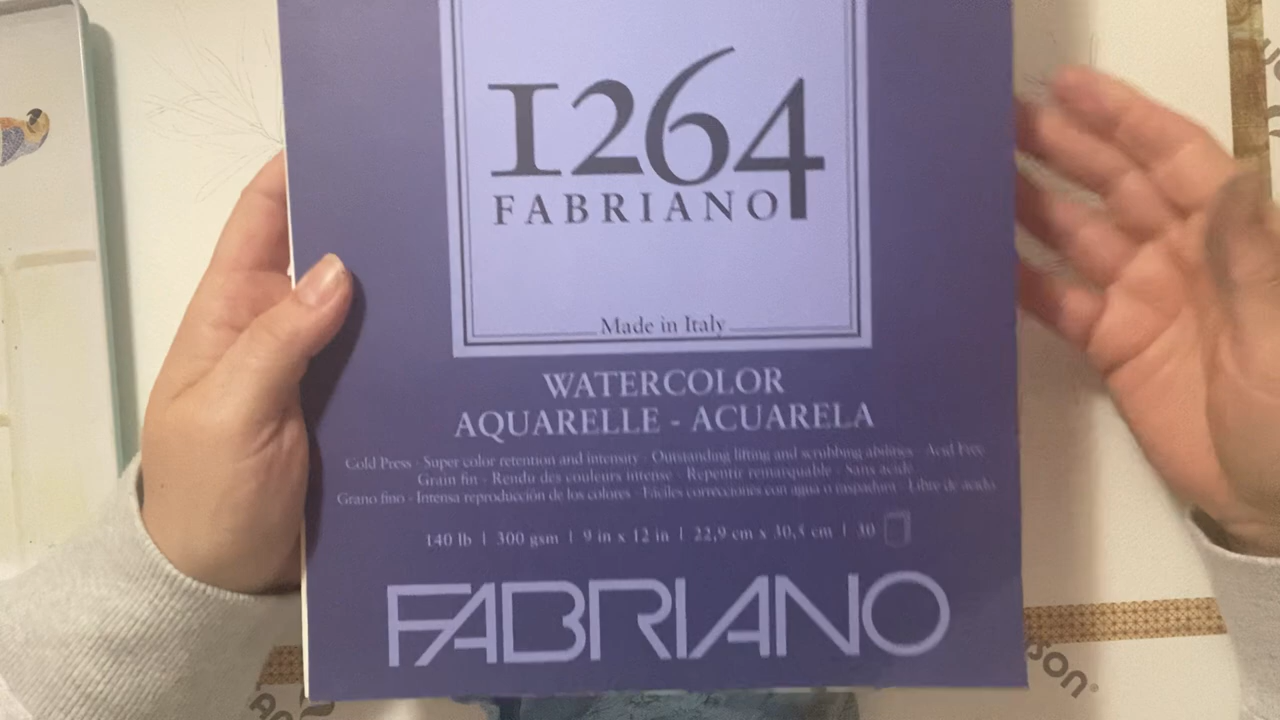 1264
FABRIANO
Made in Italy
WATERCOLOR
AQUARELLE - ACUARELA
Cold Press · Super color retention and intensity · Outstanding lifting and scrubbing abilities · Acid Free
Grain fin · Rendu des couleurs intense · Repentir remarquable · Sans acide
Grano fino · Intensa reproducción de los colores · Fáciles correcciones con agua o raspadura · Libre de ácido
140 lb | 300 gsm | 9 in x 12 in | 22,9 cm x 30,5 cm | 30
FABRIANO